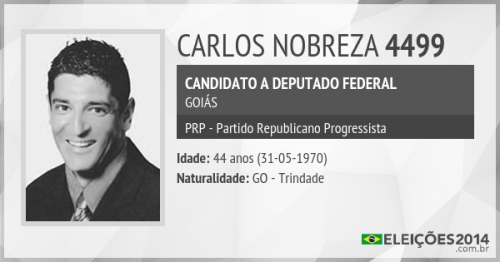 CARLOS NOBREZA 4499
CANDIDATO A DEPUTADO FEDERAL
GOIÁS
PRP - Partido Republicano Progressista
Idade: 44 anos (31-05-1970)
Naturalidade: GO - Trindade
ELEIÇÕES2014
.com.br